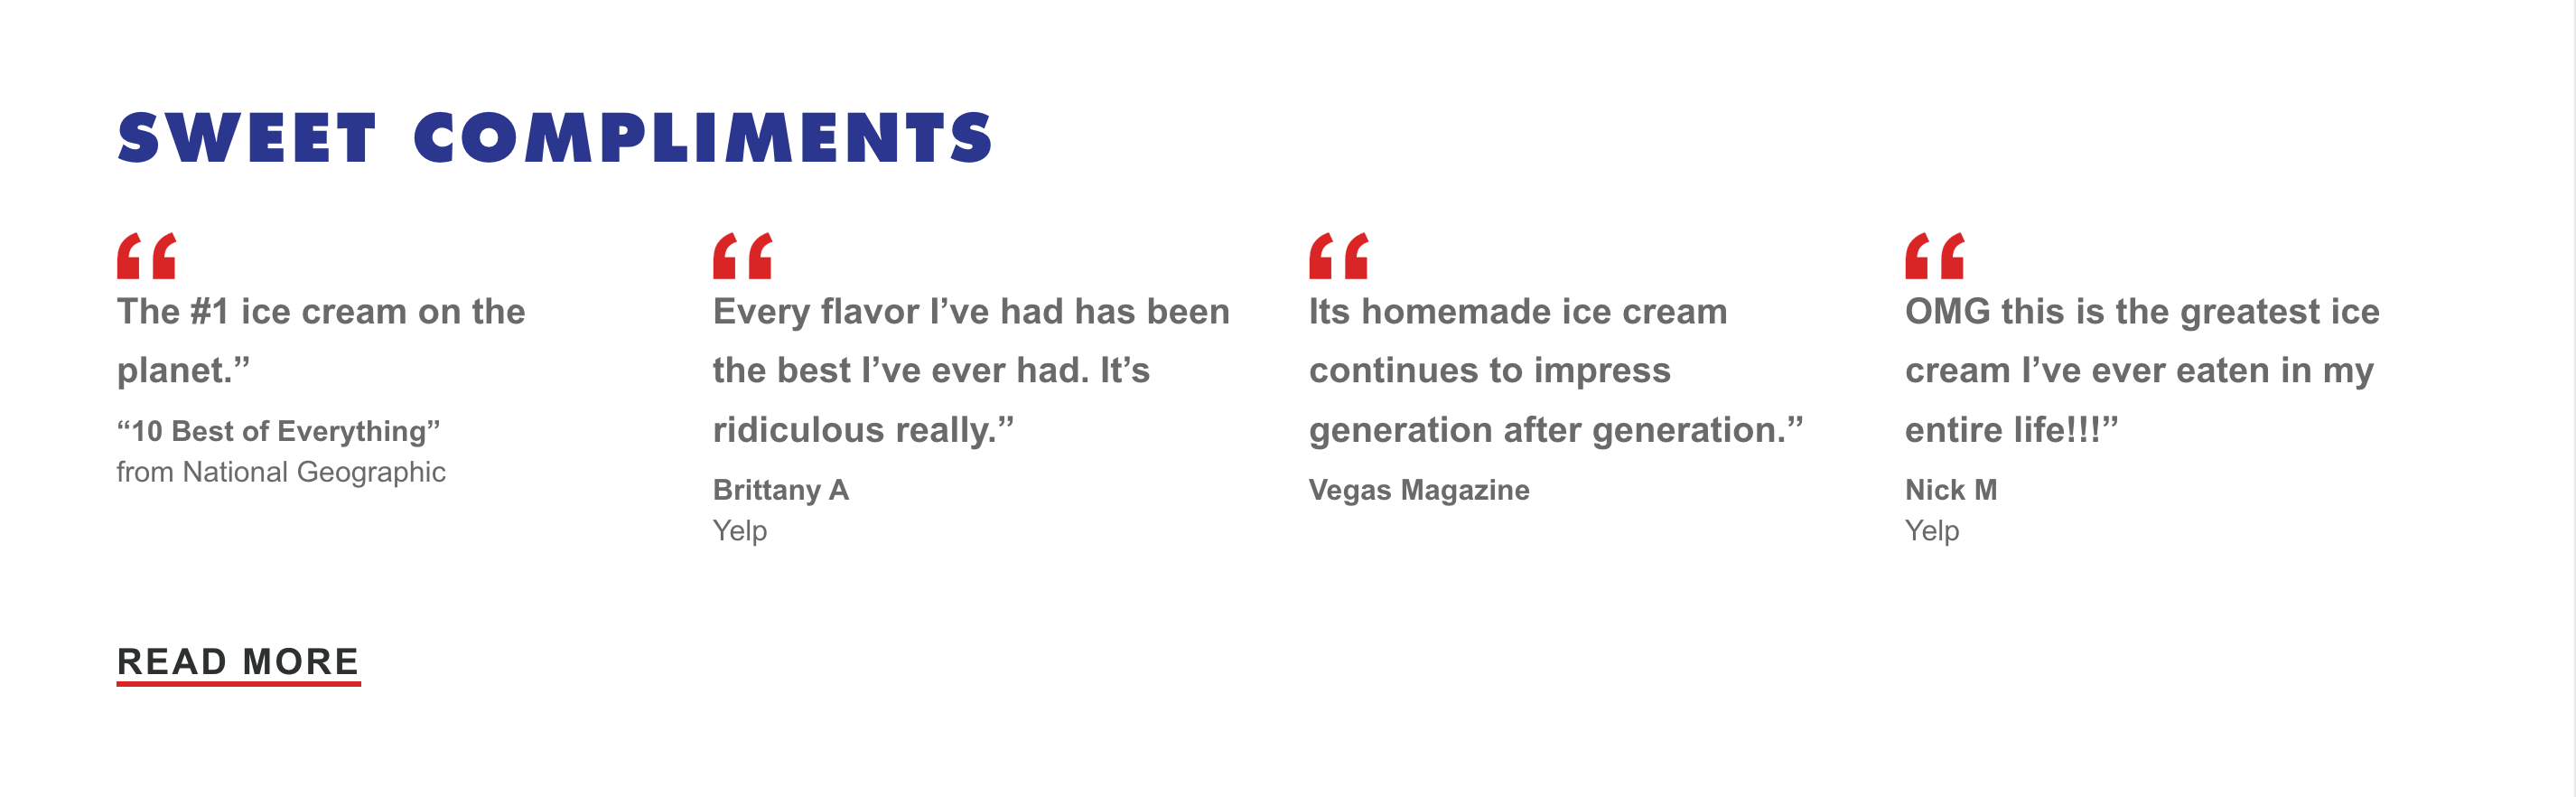 SWEET COMPLIMENTS
“
The #1 ice cream on the
planet.”
“10 Best of Everything”
from National Geographic
“
Every flavor I’ve had has been
the best I’ve ever had. It’s
ridiculous really.”
Brittany A
Yelp
“
Its homemade ice cream
continues to impress
generation after generation.”
Vegas Magazine
“
OMG this is the greatest ice
cream I’ve ever eaten in my
entire life!!!”
Nick M
Yelp
READ MORE